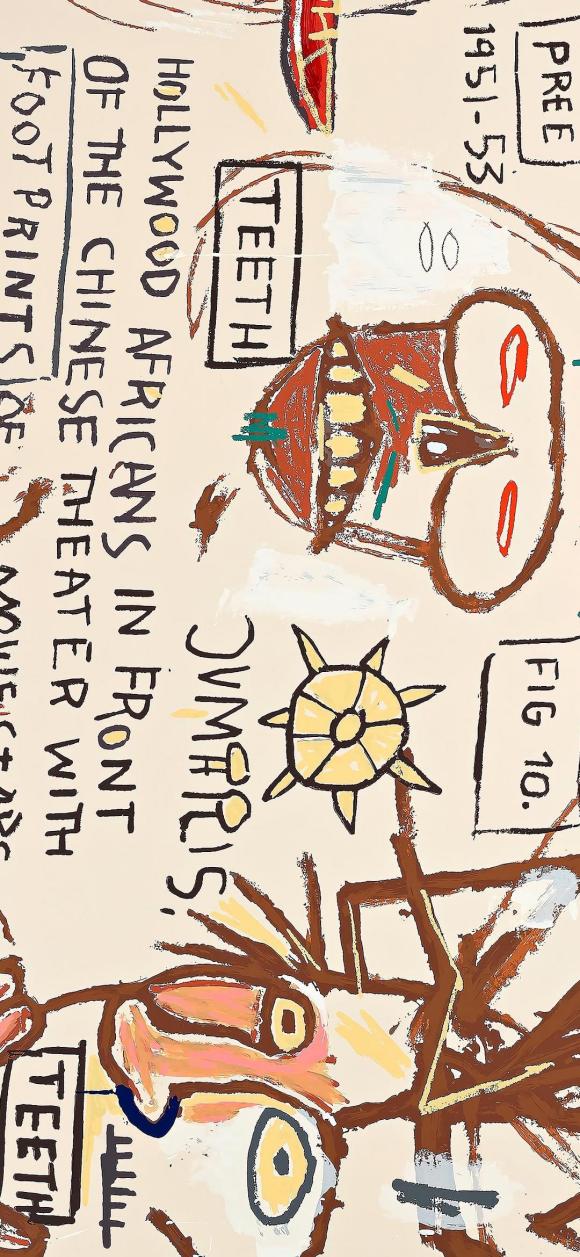 PREE
1951-53
FIG 10.
TEETH
JUMARIS.
HOLLYWOOD AFRICANS IN FRONT
OF THE CHINESE THEATER WITH
FOOTPRINTS OF MOVIESTARS
TEETH